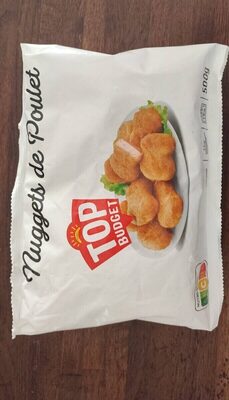 Nuggets de Poulet
TOP
BUDGET
500g